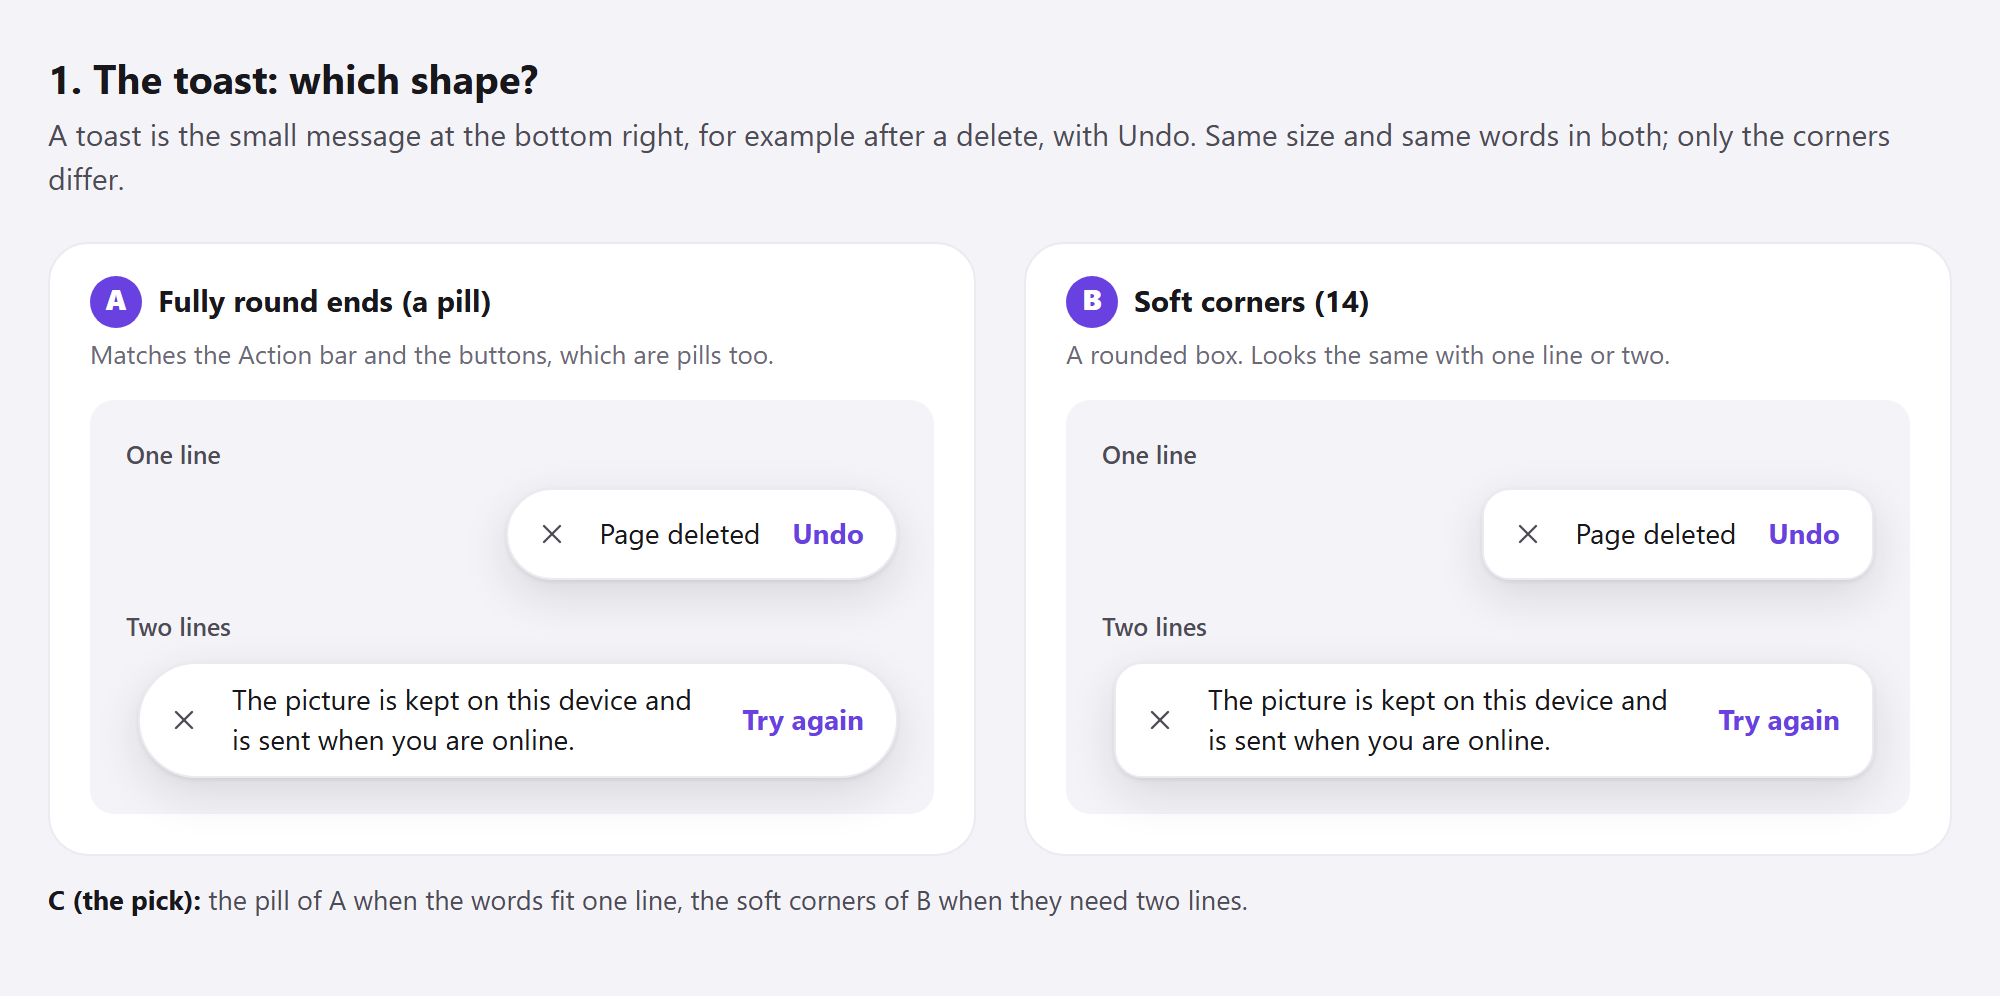 1. The toast: which shape?
A toast is the small message at the bottom right, for example after a delete, with Undo. Same size and same words in both; only the corners
differ.
A Fully round ends (a pill)
Matches the Action bar and the buttons, which are pills too.
One line
Page deleted Undo
Two lines
The picture is kept on this device and
is sent when you are online.
Try again
B Soft corners (14)
A rounded box. Looks the same with one line or two.
One line
Page deleted Undo
Two lines
The picture is kept on this device and
is sent when you are online.
Try again
C (the pick): the pill of A when the words fit one line, the soft corners of B when they need two lines.